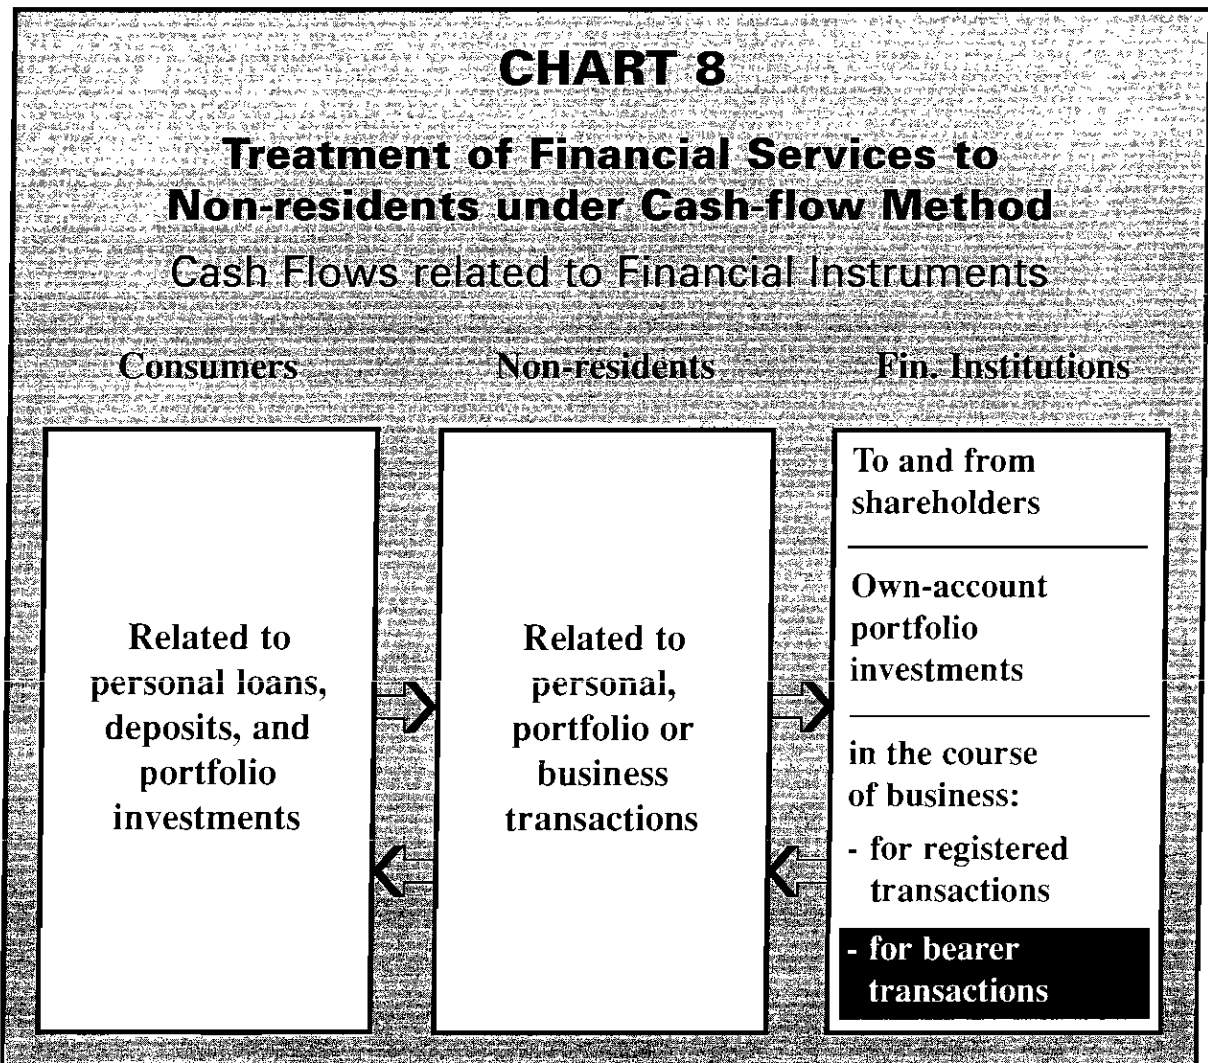 CHART 8
Treatment of Financial Services to
Non-residents under Cash-flow Method
Cash Flows related to Financial Instruments
Consumers
Non-residents
Fin. Institutions
Related to
personal loans,
deposits, and
portfolio
investments
Related to
personal,
portfolio or
business
transactions
To and from
shareholders
Own-account
portfolio
investments
in the course
of business:
- for registered
transactions
- for bearer
transactions